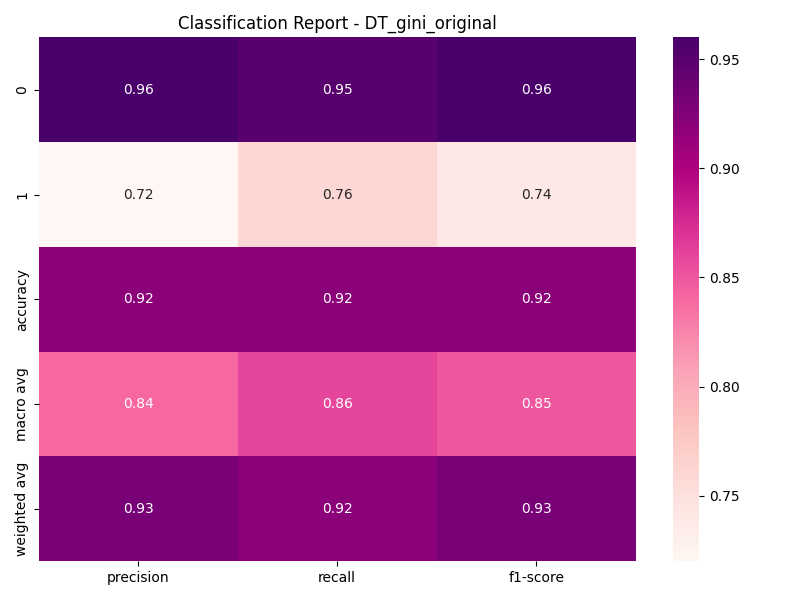 Classification Report - DT_gini_original
0 0.96 0.95 0.96
1 0.72 0.76 0.74
accuracy 0.92 0.92 0.92
macro avg 0.84 0.86 0.85
weighted avg 0.93 0.92 0.93
precision recall f1-score
0.95
0.90
0.85
0.80
0.75